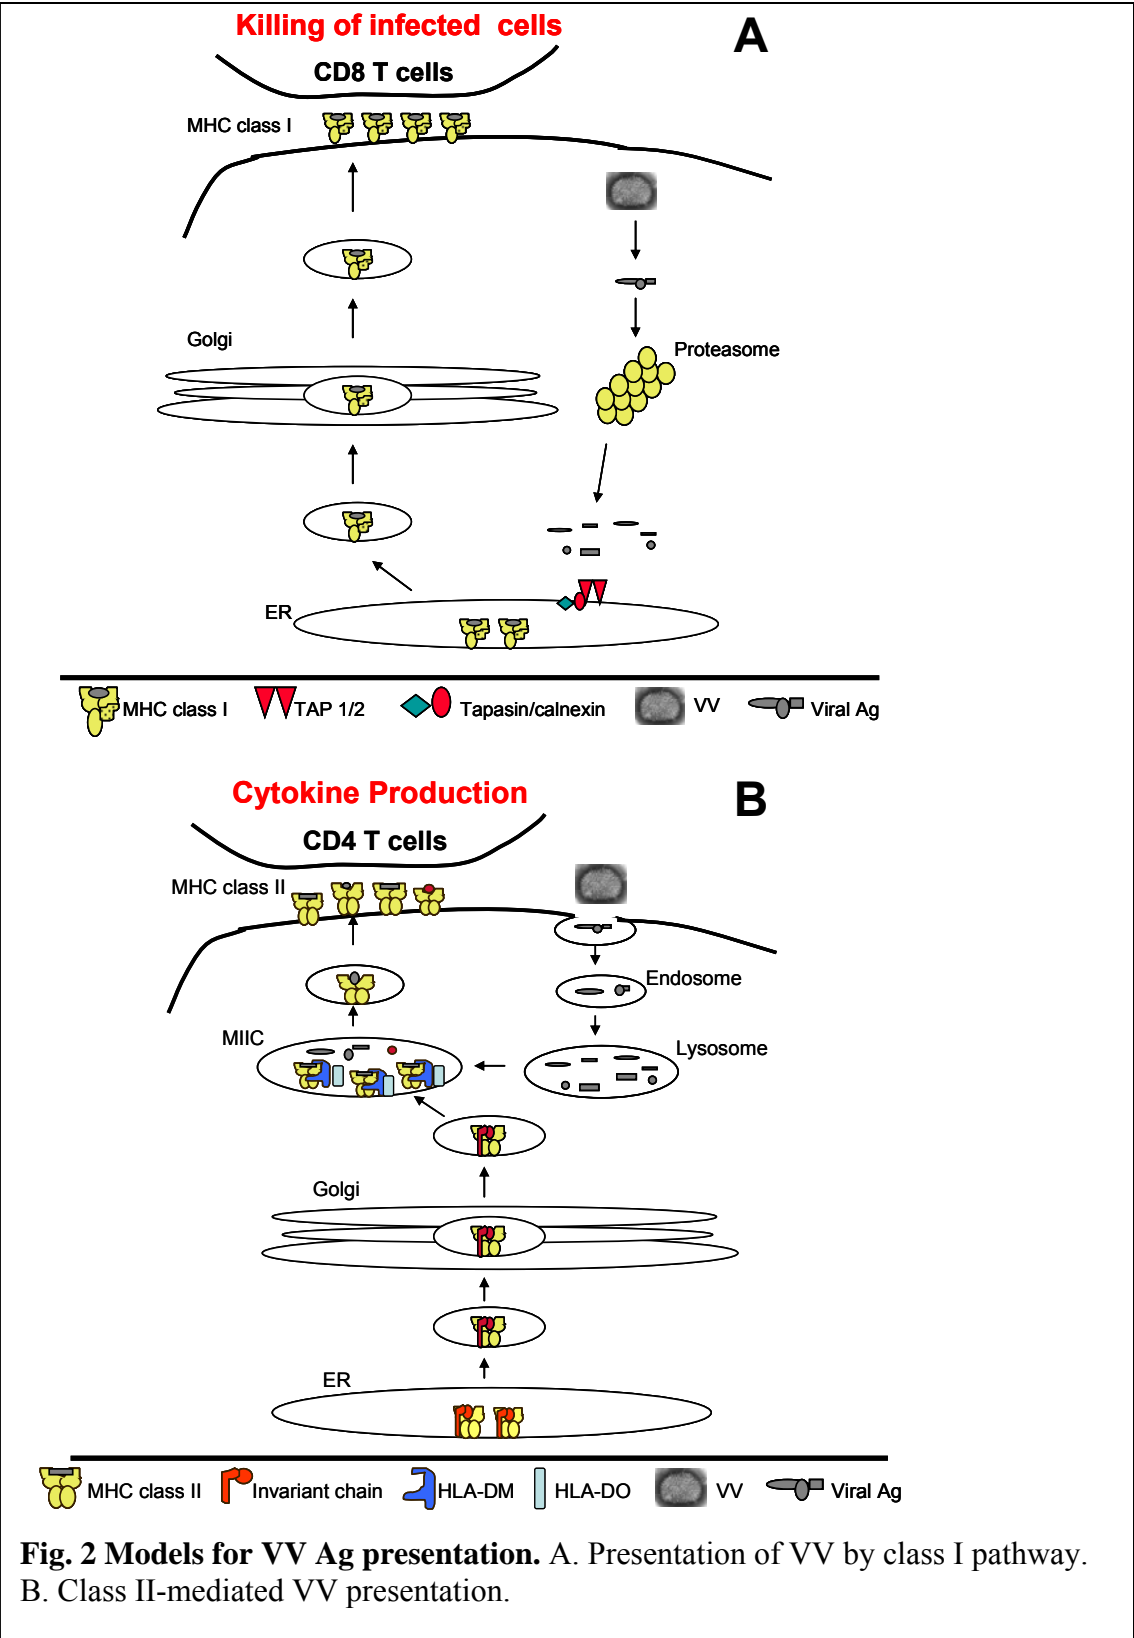 Killing of infected cells
A
CD8 T cells
MHC class I
Golgi
Proteasome
ER
MHC class I
TAP 1/2
Tapasin/calnexin
VV
Viral Ag
Cytokine Production
B
CD4 T cells
MHC class II
Endosome
MIIC
Lysosome
Golgi
ER
MHC class II
Invariant chain
HLA-DM
HLA-DO
VV
Viral Ag
Fig. 2 Models for VV Ag presentation. A. Presentation of VV by class I pathway.
B. Class II-mediated VV presentation.